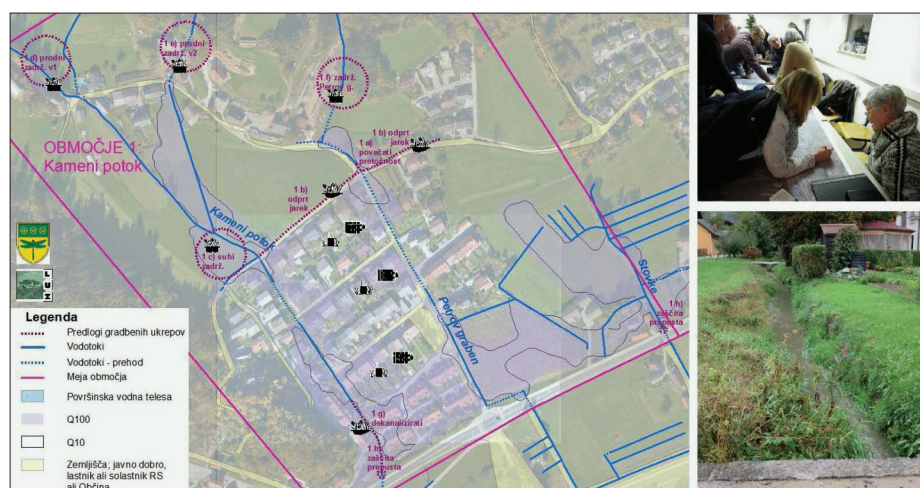 1 d) prodni
zadrž. v1
1 e) prodni
zadrž. v2
1 f) zadrž.
Petrov g.
OBMOČJE 1:
Kameni potok
1 a)
povečati
pretočnost
1 b) odprt
jarek
1 b)
odprt
jarek
Kameni potok
1 c) suhi
zadrž.
Petrov graben
Stovke
1 h)
zaščita
prepusta
1 g)
dekanalizirati
1 h)
zaščita
prepusta
LUZ
Legenda
Predlogi gradbenih ukrepov
Vodotoki
Vodotoki - prehod
Meja območja
Površinska vodna telesa
Q100
Q10
Zemljišča; javno dobro,
lastnik ali solastnik RS
ali Občina